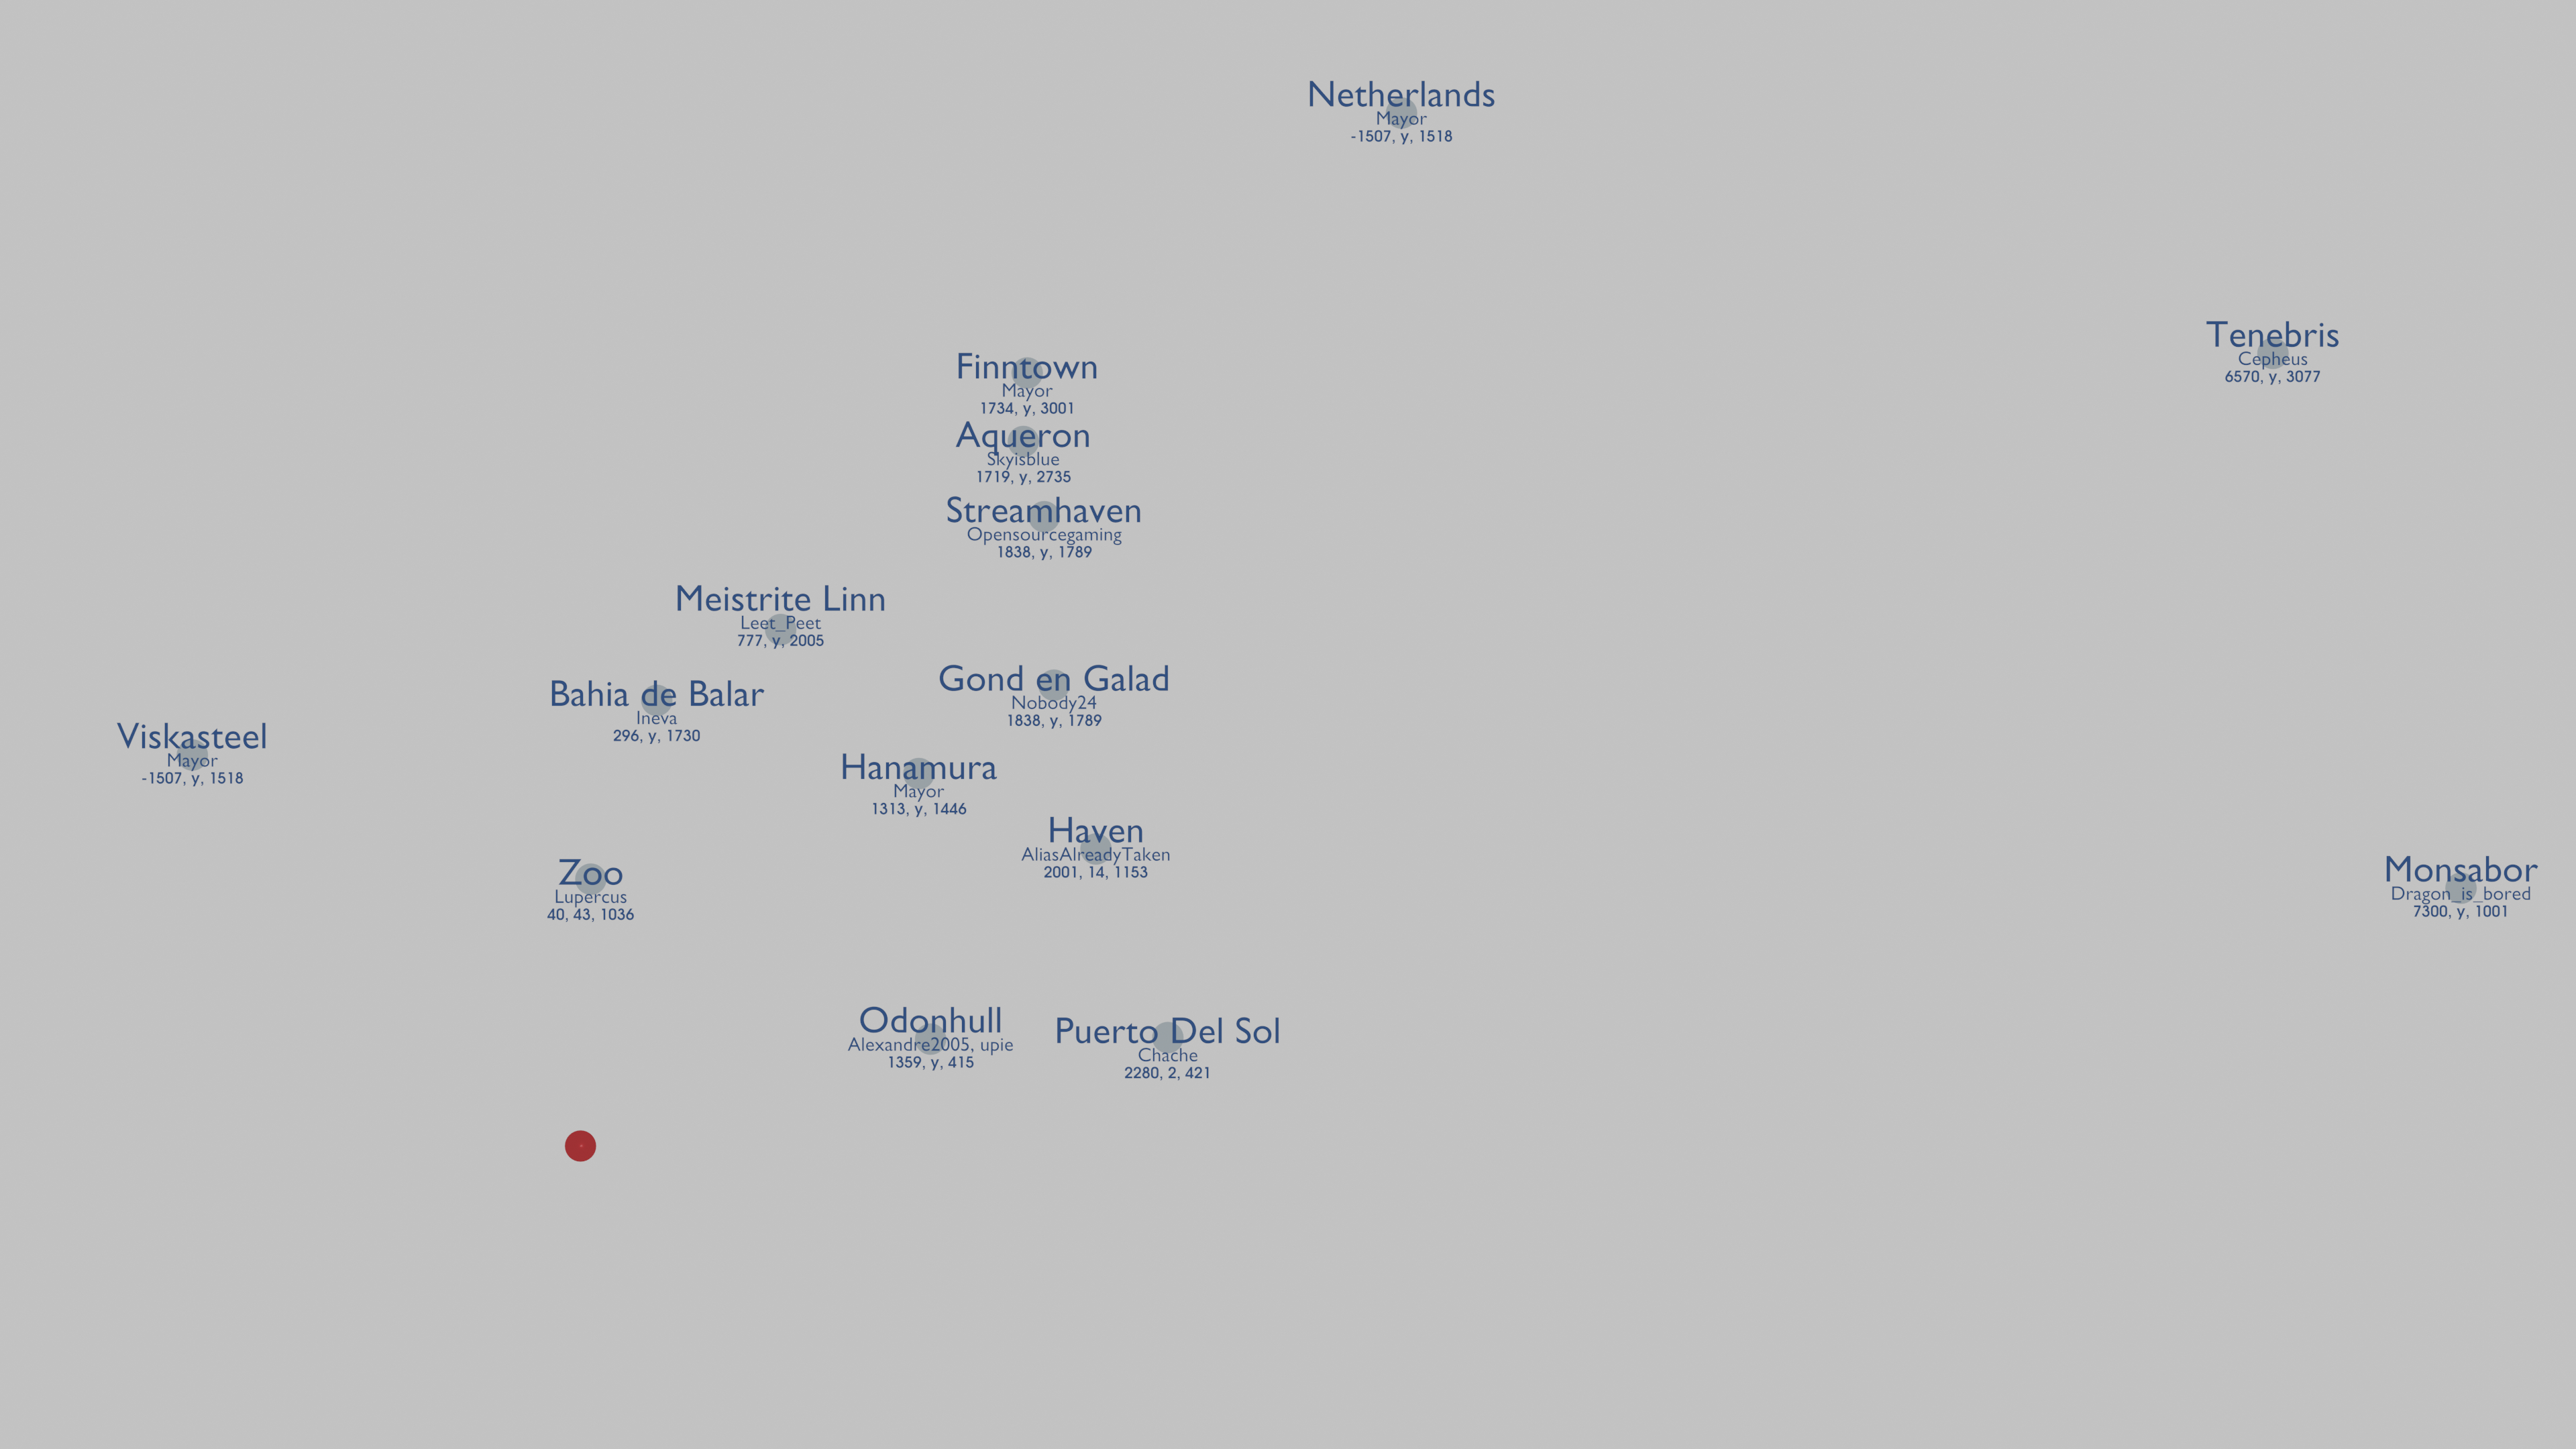 Netherlands
Mayor
-1507, y, 1518
Tenebris
Cepheus
6570, y, 3077
Finntown
Mayor
1734, y, 3001
Aqueron
Skyisblue
1719, y, 2735
Streamhaven
Opensourcegaming
1838, y, 1789
Meistrite Linn
Leet_Peet
777, y, 2005
Gond en Galad
Nobody24
1838, y, 1789
Bahia de Balar
Ineva
296, y, 1730
Viskasteel
Mayor
-1507, y, 1518
Hanamura
Mayor
1313, y, 1446
Haven
AliasAlreadyTaken
2001, 14, 1153
Zoo
Lupercus
40, 43, 1036
Monsabor
Dragon_is_bored
7300, y, 1001
Odonhull
Alexandre2005, upie
1359, y, 415
Puerto Del Sol
Chache
2280, 2, 421